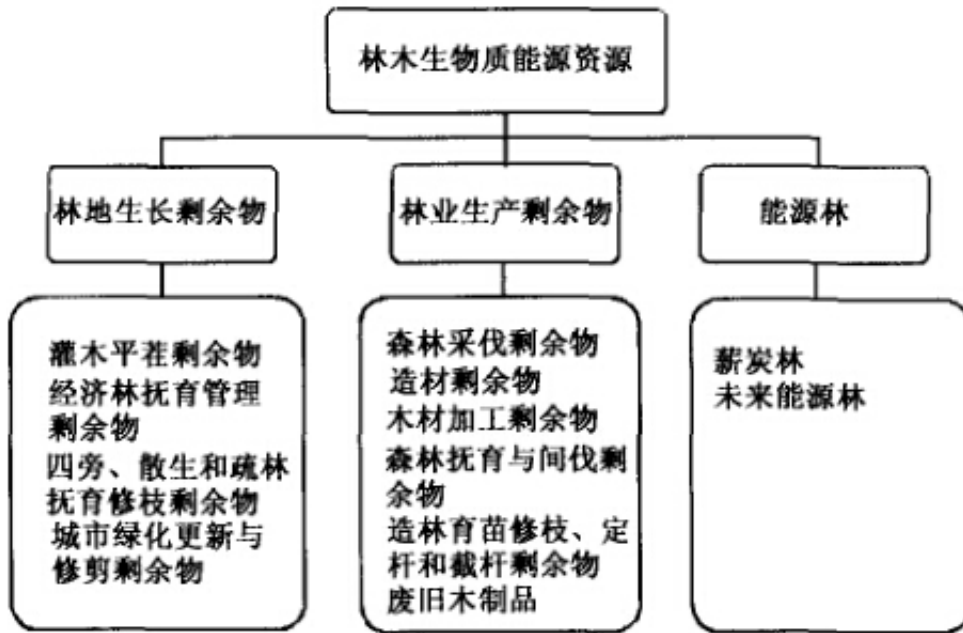 林木生物质能源资源
林地生长剩余物
林业生产剩余物
能源林
灌木平茬剩余物
经济林抚育管理
剩余物
四旁、散生和疏林
抚育修枝剩余物
城市绿化更新与
修剪剩余物
森林采伐剩余物
造材剩余物
木材加工剩余物
森林抚育与间伐剩
余物
造林育苗修枝、定
杆和截杆剩余物
废旧木制品
薪炭林
未来能源林